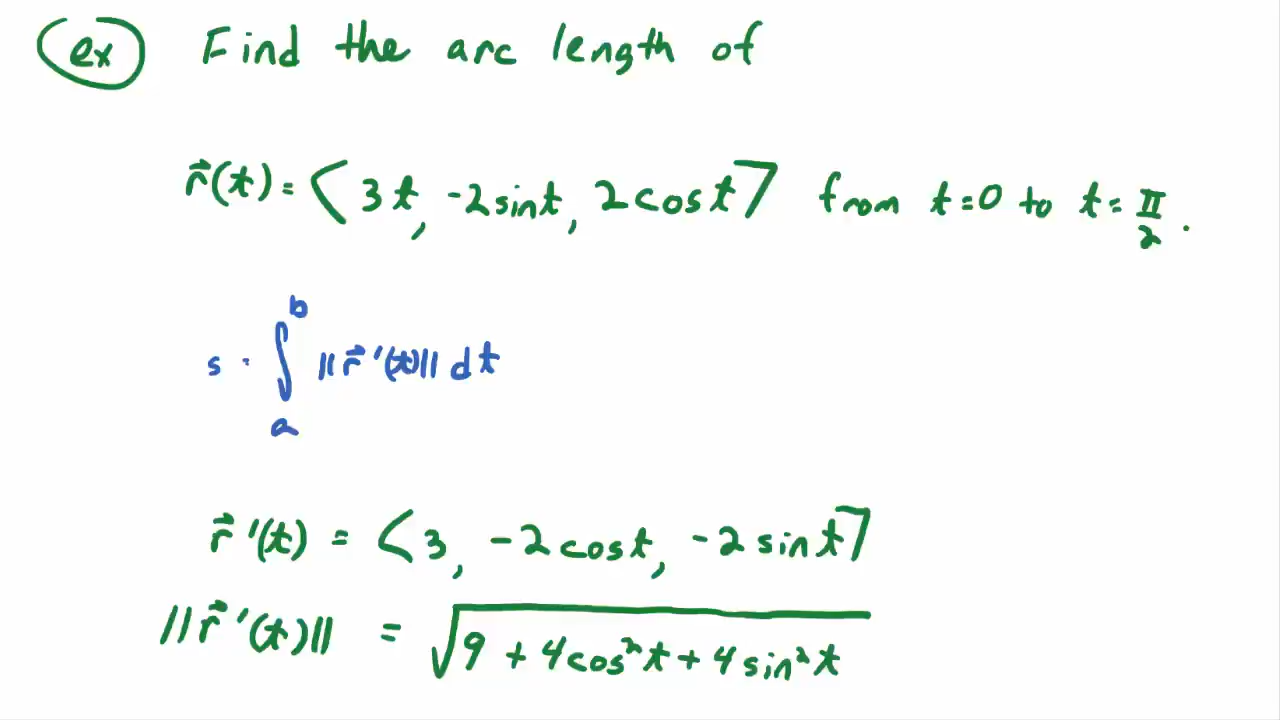 ex Find the arc length of
r⃗(t) = ⟨3t, -2sint, 2cost⟩ from t=0 to t=π/2.
s = ∫_a^b ||r⃗'(t)|| dt
r⃗'(t) = ⟨3, -2cost, -2sint⟩
||r⃗'(t)|| = √(9 + 4cos²t + 4sin²t)